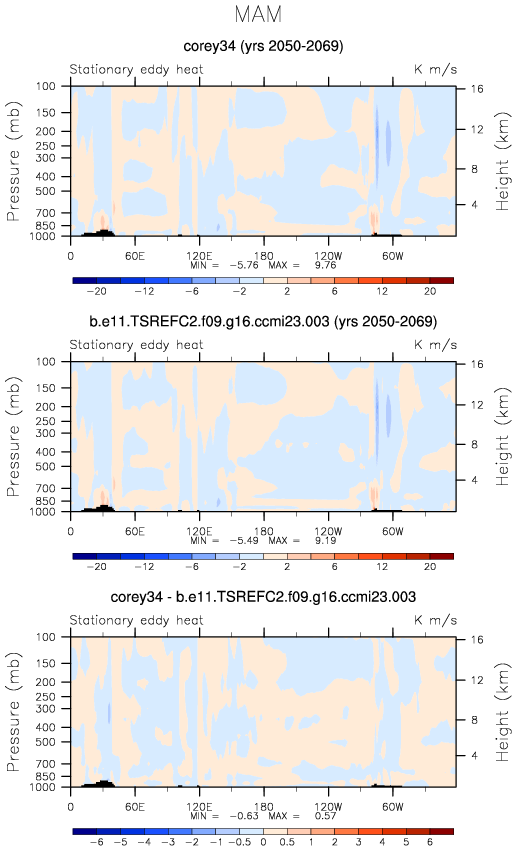 MAM
corey34 (yrs 2050-2069)
Stationary eddy heat K m/s
Pressure (mb)
100
150
200
250
300
400
500
700
850
1000
16
12
8
4
Height (km)
0 60E 120E 180 120W 60W
MIN = -5.76 MAX = 9.76
-20 -12 -6 -2 2 6 12 20
b.e11.TSREFC2.f09.g16.ccmi23.003 (yrs 2050-2069)
Stationary eddy heat K m/s
Pressure (mb)
100
150
200
250
300
400
500
700
850
1000
16
12
8
4
Height (km)
0 60E 120E 180 120W 60W
MIN = -5.49 MAX = 9.19
-20 -12 -6 -2 2 6 12 20
corey34 - b.e11.TSREFC2.f09.g16.ccmi23.003
Stationary eddy heat K m/s
Pressure (mb)
100
150
200
250
300
400
500
700
850
1000
16
12
8
4
Height (km)
0 60E 120E 180 120W 60W
MIN = -0.63 MAX = 0.57
-6 -5 -4 -3 -2 -1 -0.5 0 0.5 1 2 3 4 5 6